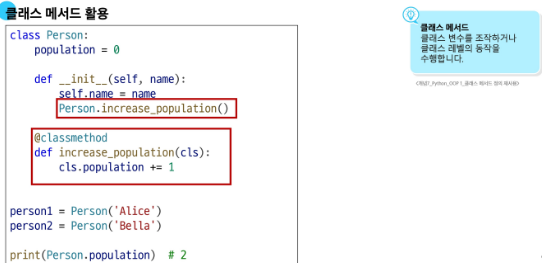 클래스 메서드 활용
class Person:
    population = 0

    def __init__(self, name):
        self.name = name
        Person.increase_population()

    @classmethod
    def increase_population(cls):
        cls.population += 1

person1 = Person('Alice')
person2 = Person('Bella')

print(Person.population)  # 2
클래스 메서드
클래스 변수를 조작하거나
클래스 레벨의 동작을
수행합니다.